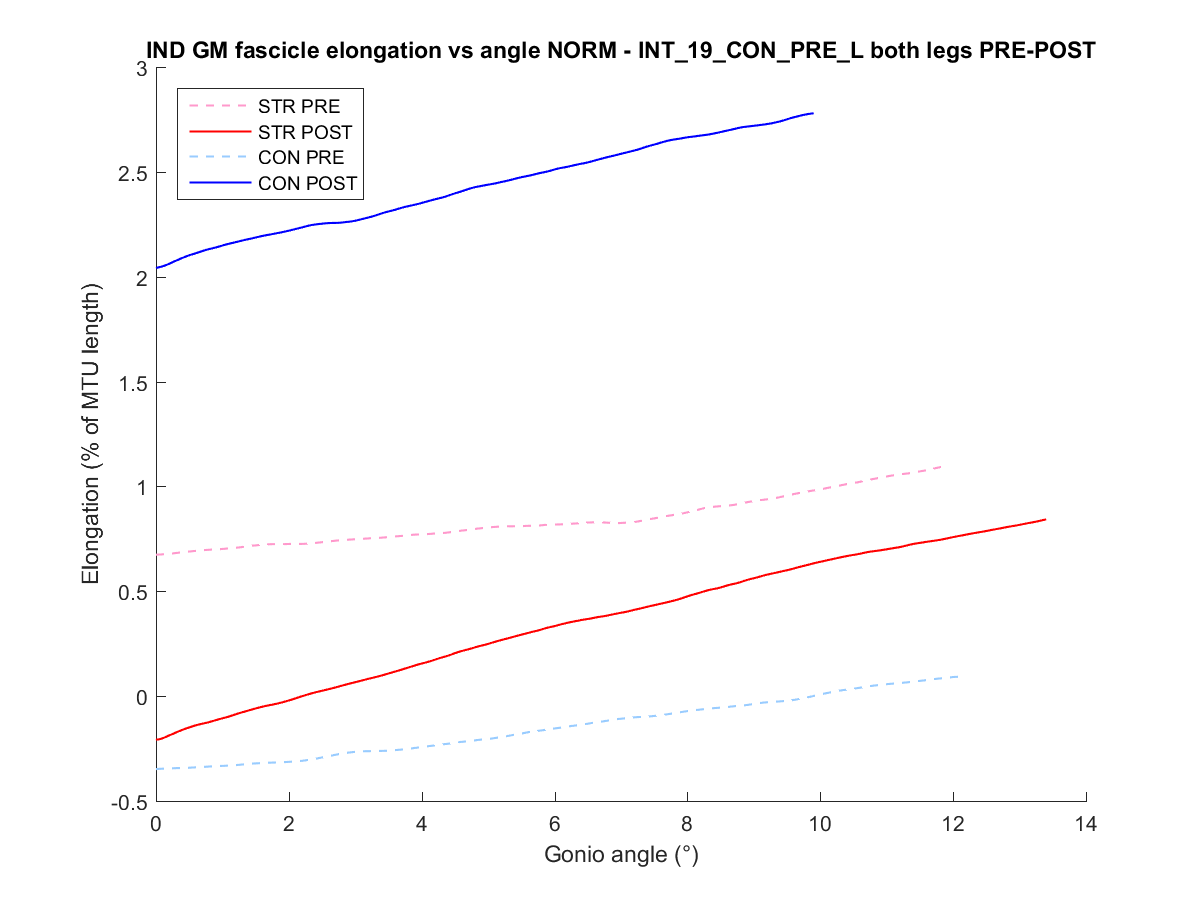 IND GM fascicle elongation vs angle NORM - INT_19_CON_PRE_L both legs PRE-POST
STR PRE
STR POST
CON PRE
CON POST
Elongation (% of MTU length)
3
2.5
2
1.5
1
0.5
0
-0.5
0 2 4 6 8 10 12 14
Gonio angle (°)